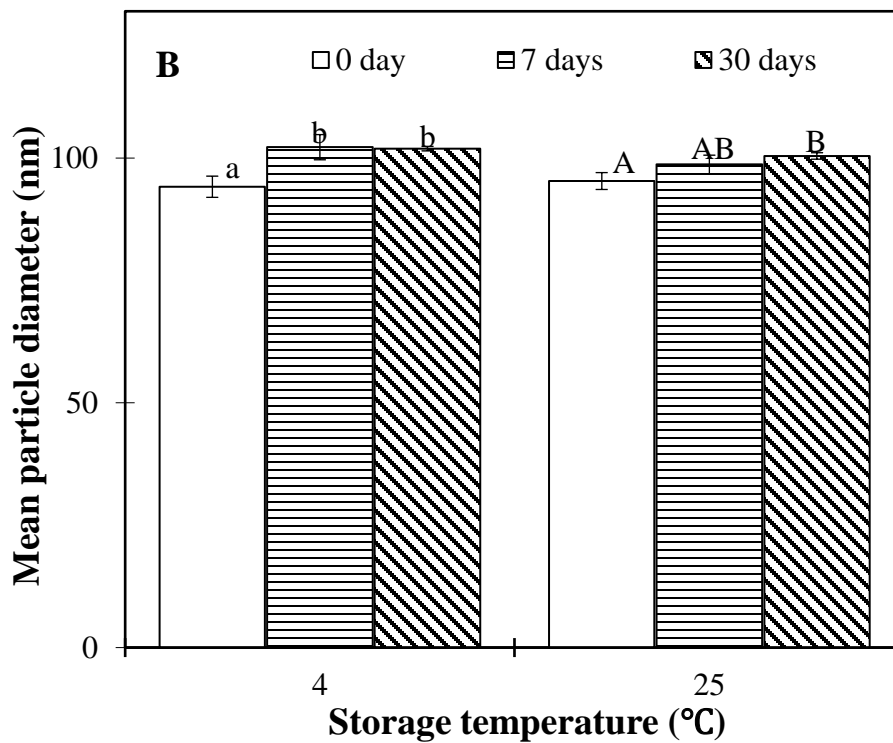 B
0 day 7 days 30 days
Mean particle diameter (nm)
100
50
0
a b b A AB B
4 25
Storage temperature (℃)